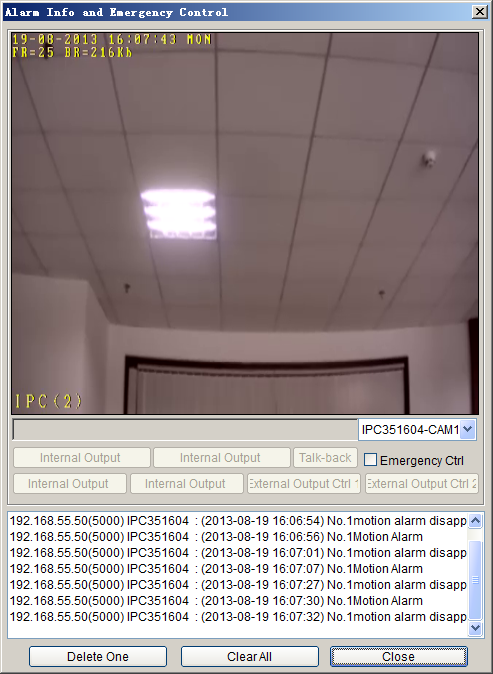 Alarm Info and Emergency Control
19-08-2013 16:07:43 MON
FR=25 BR=216Kb
IPC(2)
IPC351604-CAM1
Internal Output Internal Output Talk-back Emergency Ctrl
Internal Output Internal Output External Output Ctrl 1 External Output Ctrl 2
192.168.55.50(5000) IPC351604 : (2013-08-19 16:06:54) No.1motion alarm disapp
192.168.55.50(5000) IPC351604 : (2013-08-19 16:06:56) No.1Motion Alarm
192.168.55.50(5000) IPC351604 : (2013-08-19 16:07:01) No.1motion alarm disapp
192.168.55.50(5000) IPC351604 : (2013-08-19 16:07:07) No.1Motion Alarm
192.168.55.50(5000) IPC351604 : (2013-08-19 16:07:27) No.1motion alarm disapp
192.168.55.50(5000) IPC351604 : (2013-08-19 16:07:30) No.1Motion Alarm
192.168.55.50(5000) IPC351604 : (2013-08-19 16:07:32) No.1motion alarm disapp
Delete One Clear All Close